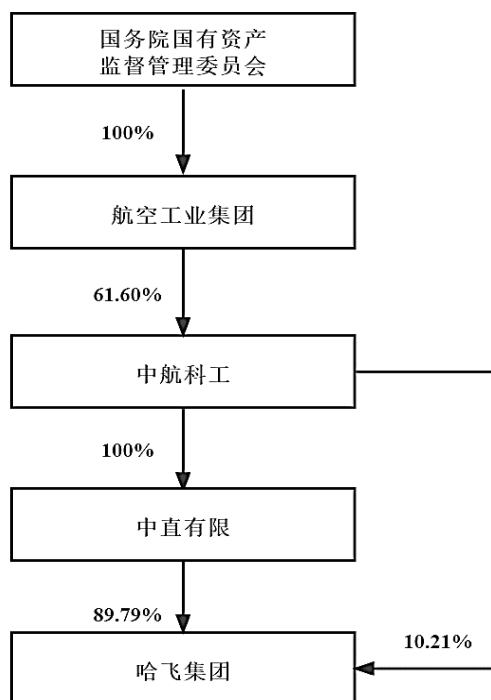 国务院国有资产
监督管理委员会
100%
航空工业集团
61.60%
中航科工
100%
中直有限
89.79%
10.21%
哈飞集团